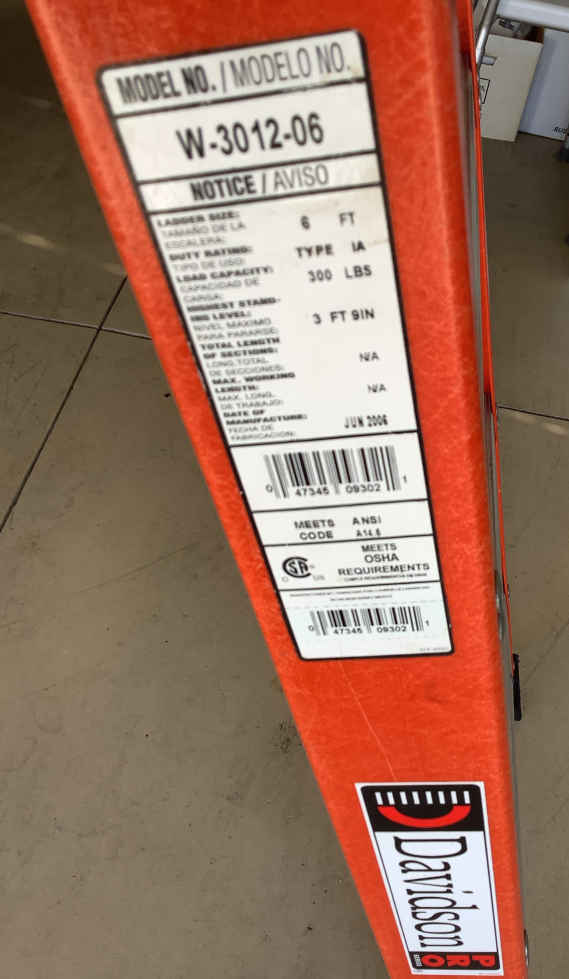 MODEL NO. / MODELO NO.
W-3012-06
NOTICE / AVISO
LADDER SIZE: 6 FT
TAMAÑO DE LA
ESCALERA:
DUTY RATING: TYPE IA
TIPO DE USO:
LOAD CAPACITY: 300 LBS
CAPACIDAD DE
CARGA:
HIGHEST STAND-
ING LEVEL: 3 FT 9IN
NIVEL MAXIMO
PARA PARARSE:
TOTAL LENGTH
OF SECTIONS: N/A
LONG. TOTAL
DE SECCIONES:
MAX. WORKING
LENGTH: N/A
MAX. LONG.
DE TRABAJO:
DATE OF
MANUFACTURE: JUN 2006
FECHA DE
FABRICACION:
0 47345 09302 1
MEETS ANSI
CODE A14.5
MEETS
OSHA
REQUIREMENTS
SA
C US
0 47345 09302 1
Davidson
PRO